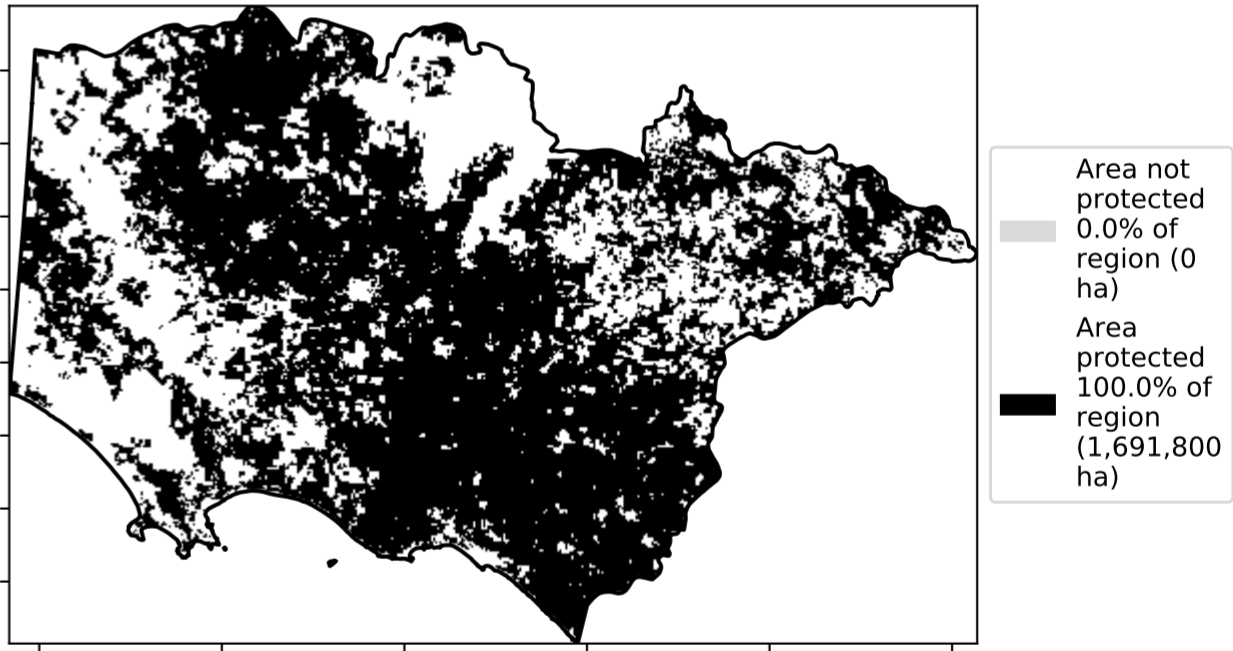 Area not
protected
0.0% of
region (0
ha)
Area
protected
100.0% of
region
(1,691,800
ha)